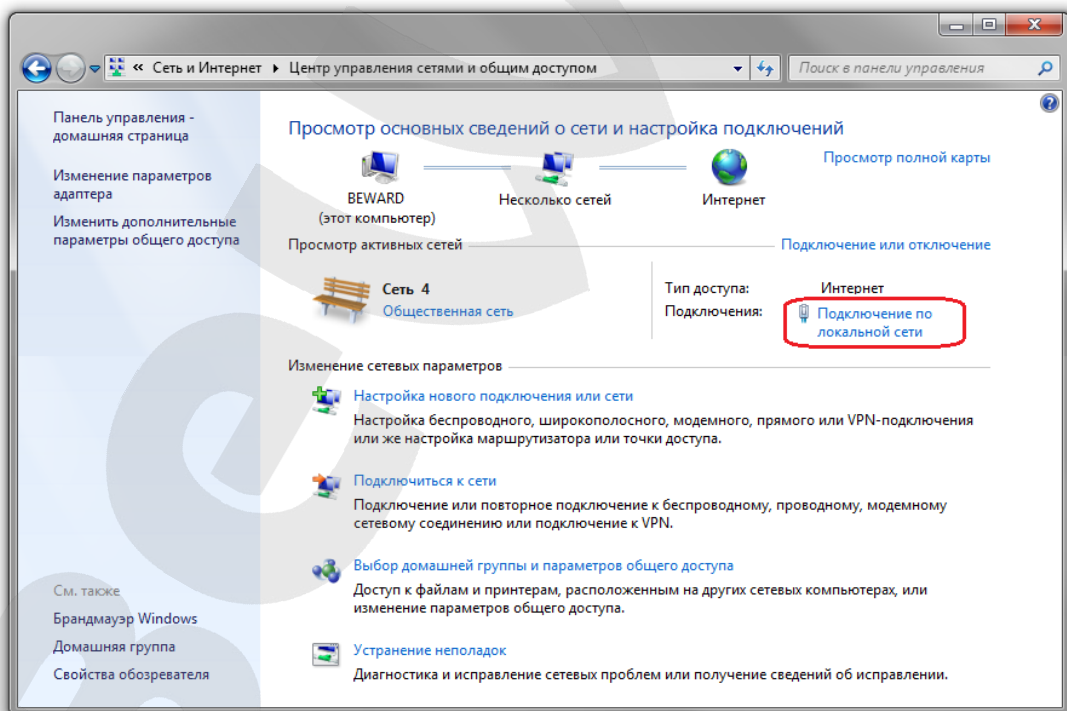 « Сеть и Интернет ▸ Центр управления сетями и общим доступом
Поиск в панели управления
Панель управления -
домашняя страница
Изменение параметров
адаптера
Изменить дополнительные
параметры общего доступа
См. также
Брандмауэр Windows
Домашняя группа
Свойства обозревателя
Просмотр основных сведений о сети и настройка подключений
Просмотр полной карты
BEWARD
(этот компьютер)
Несколько сетей
Интернет
Просмотр активных сетей
Подключение или отключение
Сеть 4
Общественная сеть
Тип доступа: Интернет
Подключения: Подключение по
локальной сети
Изменение сетевых параметров
Настройка нового подключения или сети
Настройка беспроводного, широкополосного, модемного, прямого или VPN-подключения
или же настройка маршрутизатора или точки доступа.
Подключиться к сети
Подключение или повторное подключение к беспроводному, проводному, модемному
сетевому соединению или подключение к VPN.
Выбор домашней группы и параметров общего доступа
Доступ к файлам и принтерам, расположенным на других сетевых компьютерах, или
изменение параметров общего доступа.
Устранение неполадок
Диагностика и исправление сетевых проблем или получение сведений об исправлении.